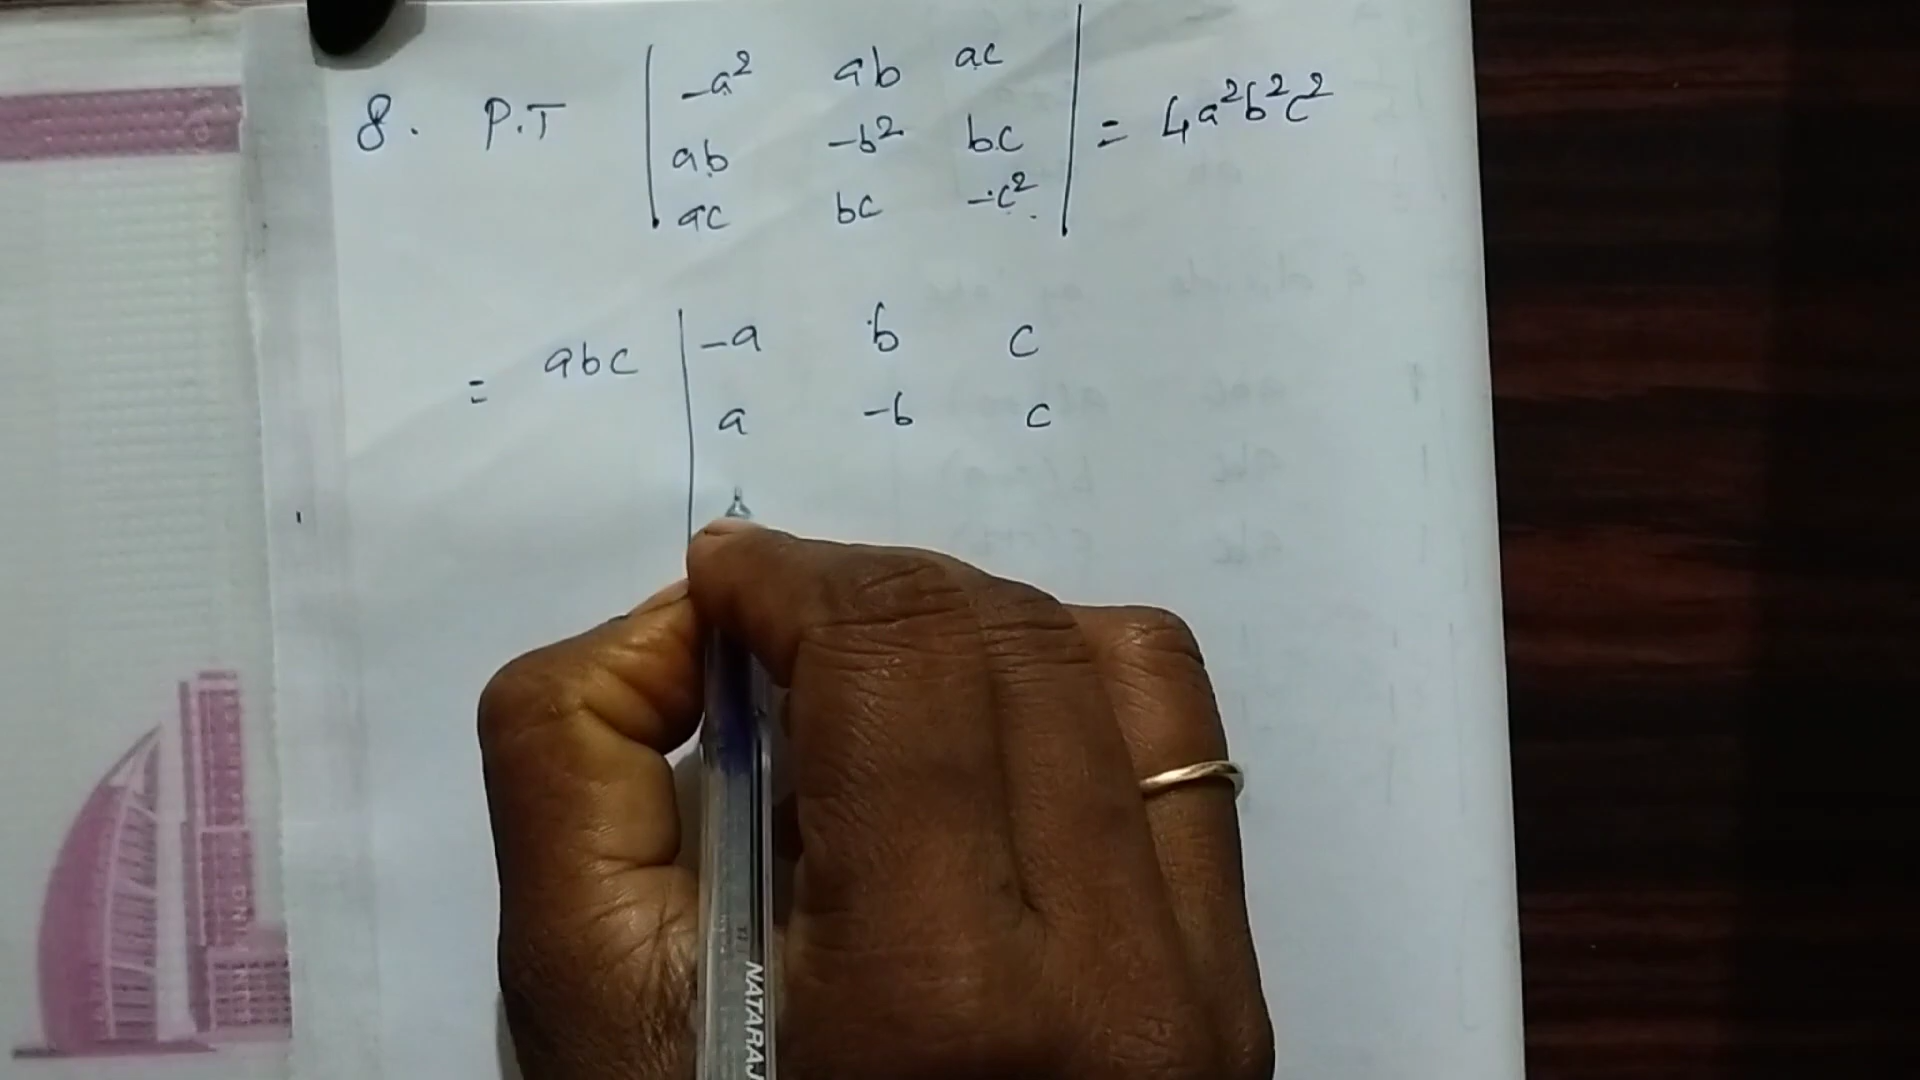 8. P.T | -a² ab ac |
| ab -b² bc | = 4a²b²c²
| ac bc -c² |
= abc | -a b c
| a -b c
NATARAJ